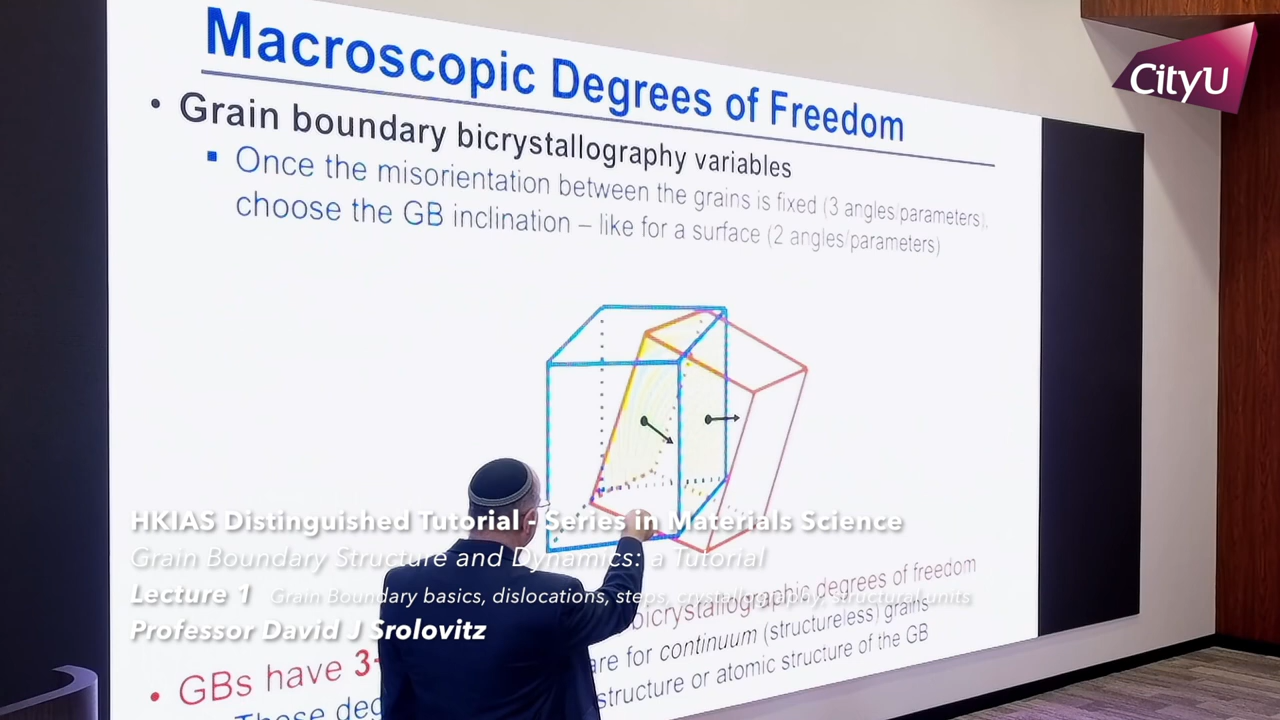 CityU
Macroscopic Degrees of Freedom
• Grain boundary bicrystallography variables
▪ Once the misorientation between the grains is fixed (3 angles/parameters),
choose the GB inclination – like for a surface (2 angles/parameters)
HKIAS Distinguished Tutorial - Series in Materials Science
Grain Boundary Structure and Dynamics: a Tutorial
Lecture 1 Grain Boundary basics, dislocations, steps, crystallography, structural units
Professor David J Srolovitz
• GBs have 3+ bicrystallographic degrees of freedom
These deg are for continuum (structureless) grains
structure or atomic structure of the GB